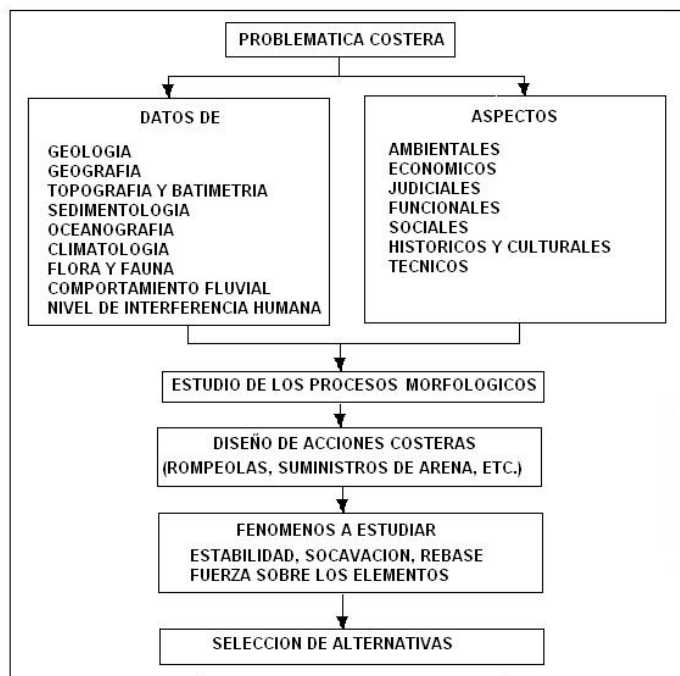 PROBLEMATICA COSTERA
DATOS DE
GEOLOGIA
GEOGRAFIA
TOPOGRAFIA Y BATIMETRIA
SEDIMENTOLOGIA
OCEANOGRAFIA
CLIMATOLOGIA
FLORA Y FAUNA
COMPORTAMIENTO FLUVIAL
NIVEL DE INTERFERENCIA HUMANA
ASPECTOS
AMBIENTALES
ECONOMICOS
JUDICIALES
FUNCIONALES
SOCIALES
HISTORICOS Y CULTURALES
TECNICOS
ESTUDIO DE LOS PROCESOS MORFOLOGICOS
DISEÑO DE ACCIONES COSTERAS
(ROMPEOLAS, SUMINISTROS DE ARENA, ETC.)
FENOMENOS A ESTUDIAR
ESTABILIDAD, SOCAVACION, REBASE
FUERZA SOBRE LOS ELEMENTOS
SELECCION DE ALTERNATIVAS